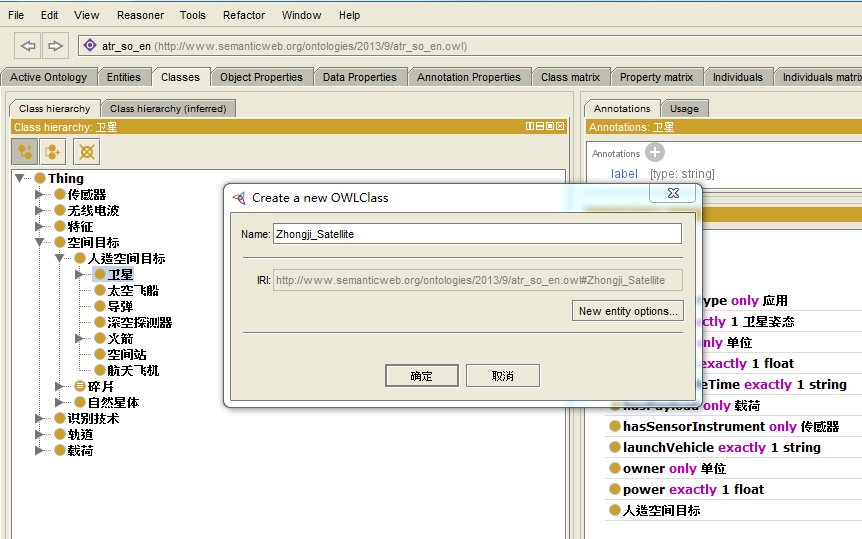 File Edit View Reasoner Tools Refactor Window Help
atr_so_en (http://www.semanticweb.org/ontologies/2013/9/atr_so_en.owl)
Active Ontology Entities Classes Object Properties Data Properties Annotation Properties Class matrix Property matrix Individuals Individuals matrix
Class hierarchy Class hierarchy (inferred)
Class hierarchy: 卫星
Thing
传感器
无线电波
特征
空间目标
人造空间目标
卫星
太空飞船
导弹
深空探测器
火箭
空间站
航天飞机
碎片
自然星体
识别技术
轨道
载荷
Annotations Usage
Annotations: 卫星
Annotations
label [type: string]
Create a new OWLClass
Name: Zhongji_Satellite
IRI: http://www.semanticweb.org/ontologies/2013/9/atr_so_en.owl#Zhongji_Satellite
New entity options...
确定 取消
ype only 应用
ctly 1 卫星姿态
nly 单位
exactly 1 float
eTime exactly 1 string
hasPayload only 载荷
hasSensorInstrument only 传感器
launchVehicle exactly 1 string
owner only 单位
power exactly 1 float
人造空间目标